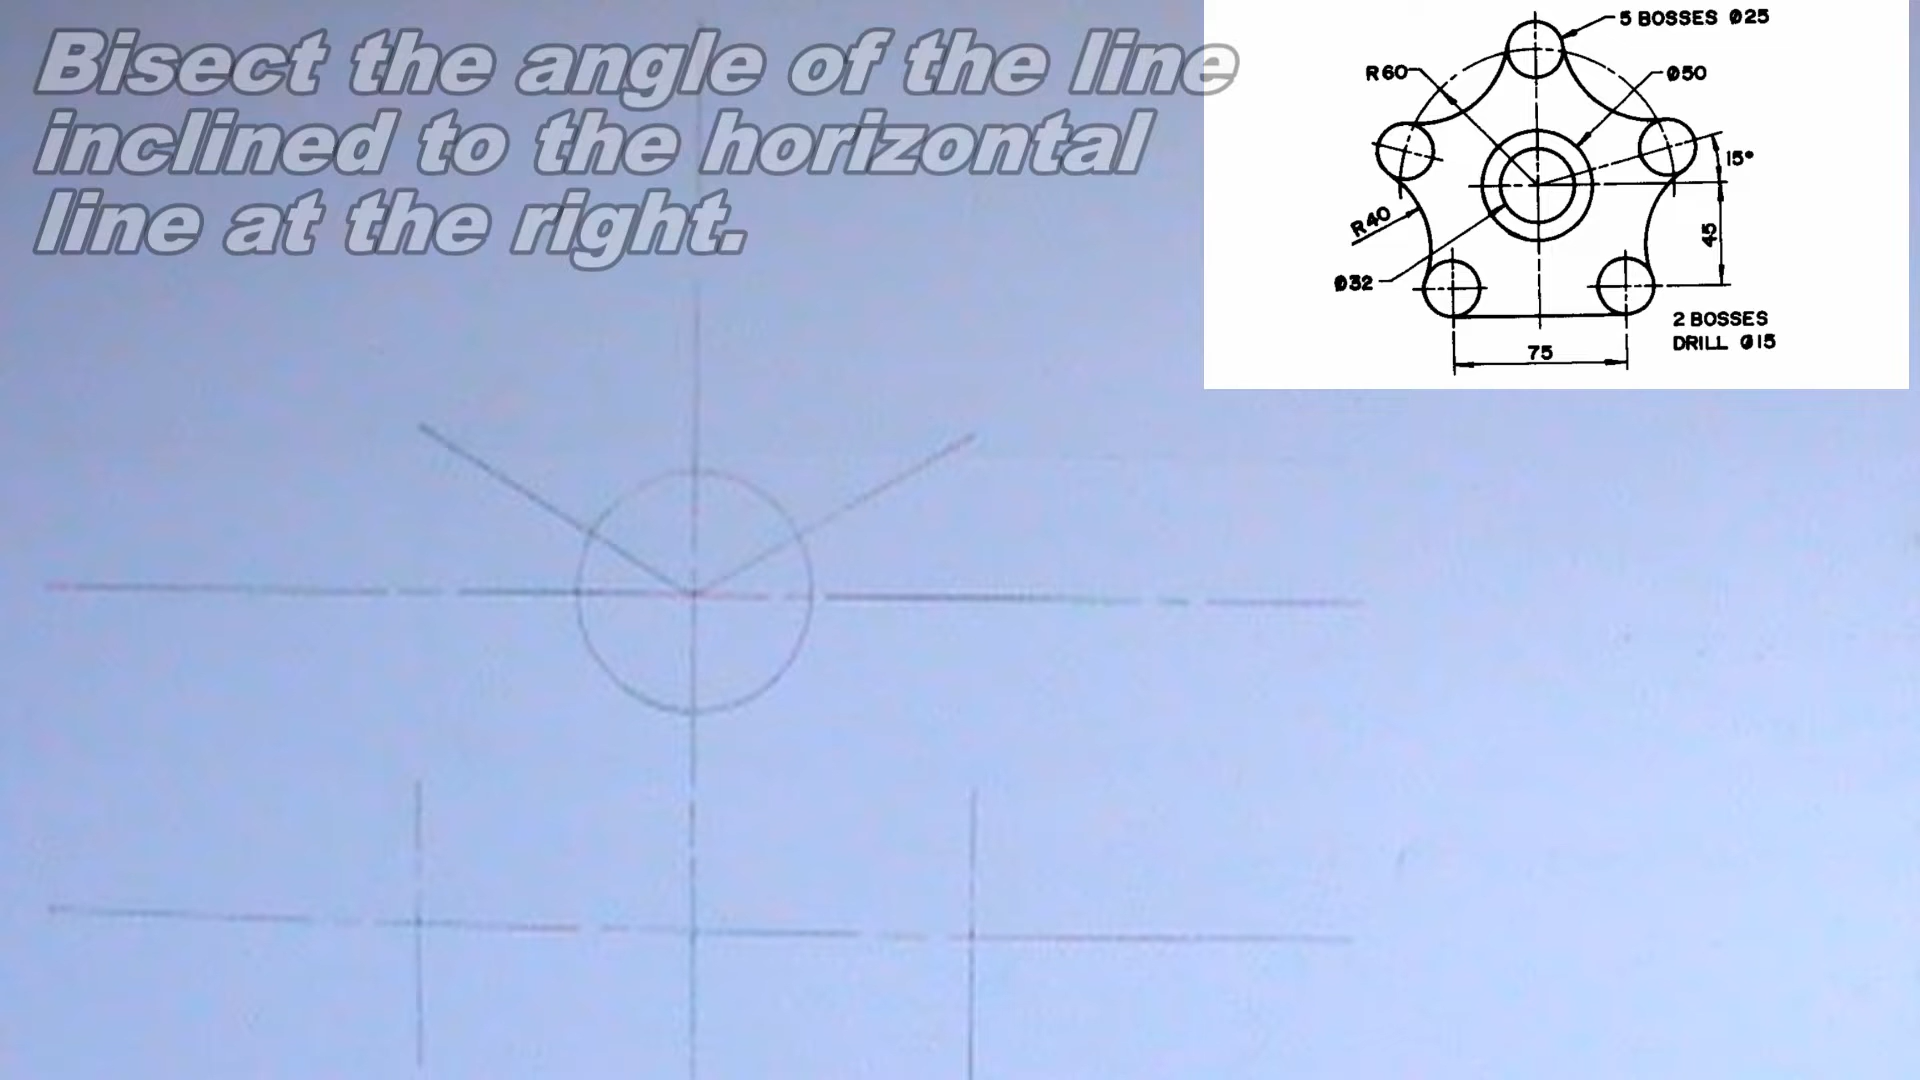 Bisect the angle of the line
inclined to the horizontal
line at the right.
5 BOSSES Ø25
R60
Ø50
15°
R40
45
Ø32
2 BOSSES
DRILL Ø15
75